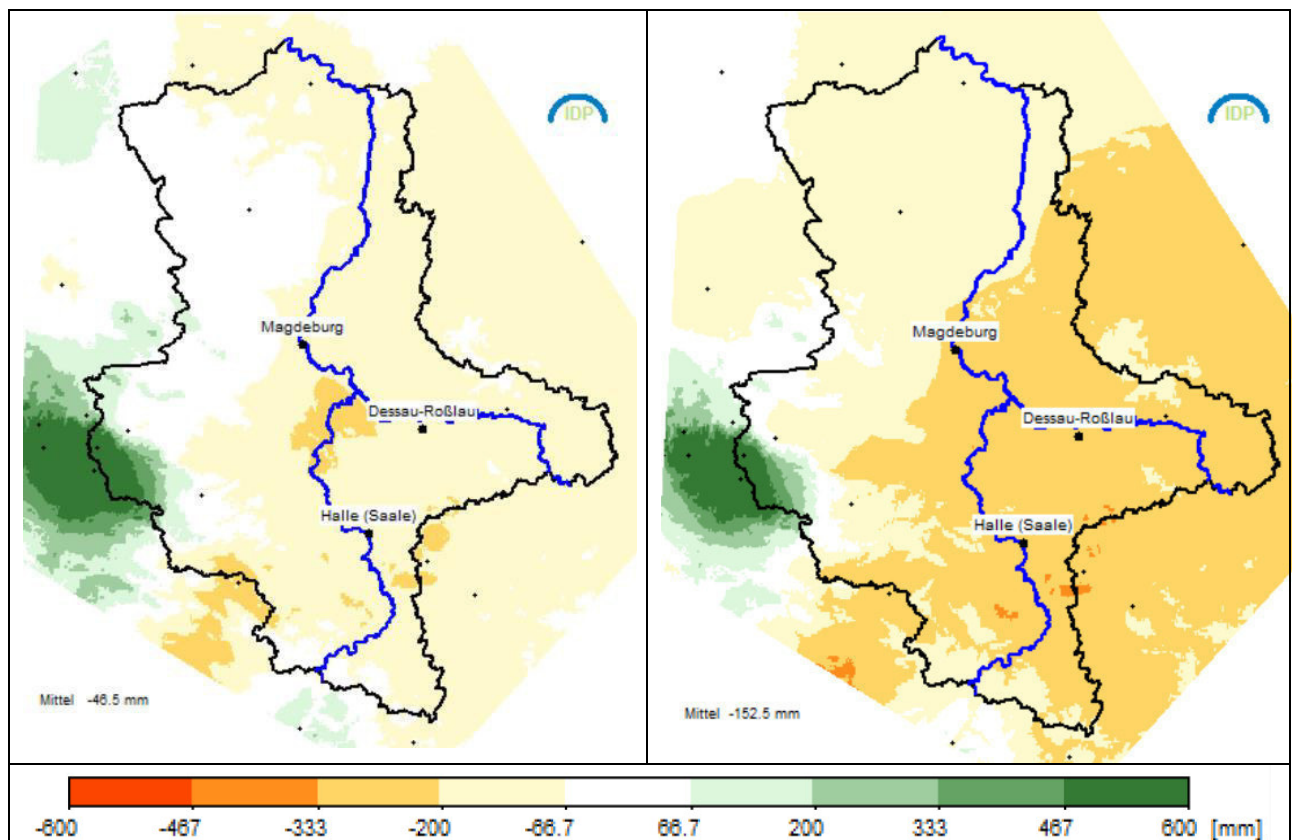 IDP
Magdeburg
Dessau-Roßlau
Halle (Saale)
Mittel -46.5 mm
IDP
Magdeburg
Dessau-Roßlau
Halle (Saale)
Mittel -152.5 mm
-600 -467 -333 -200 -66.7 66.7 200 333 467 600 [mm]